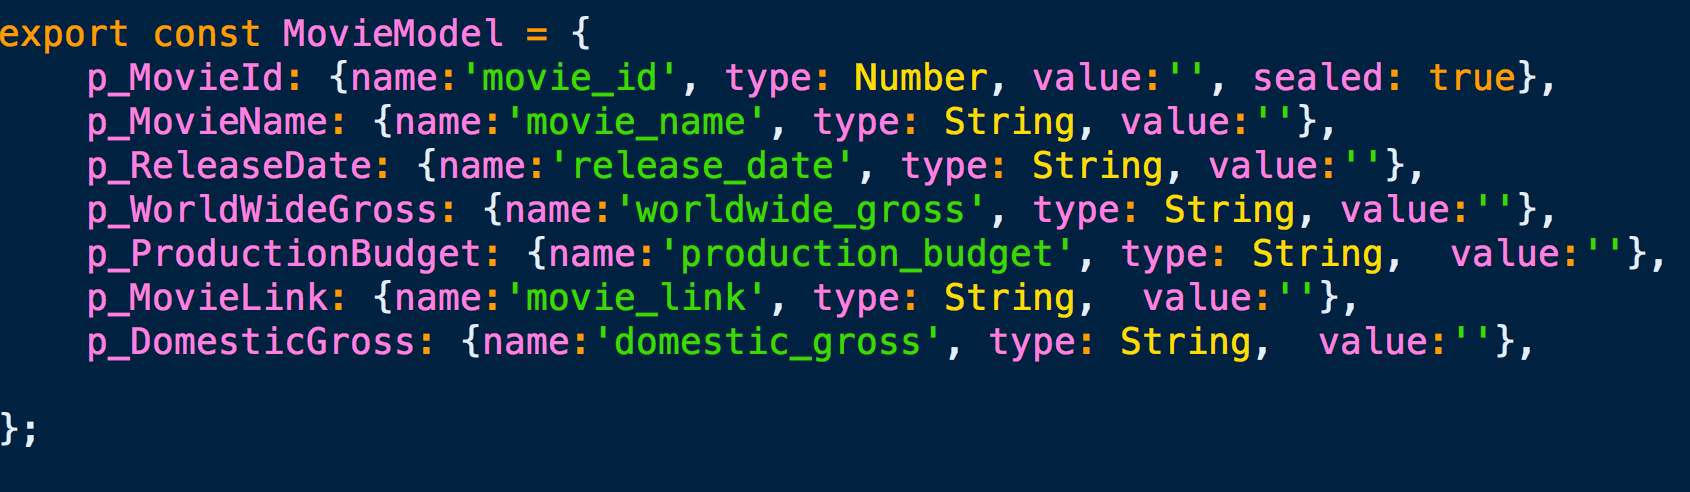 export const MovieModel = {
    p_MovieId: {name:'movie_id', type: Number, value:'', sealed: true},
    p_MovieName: {name:'movie_name', type: String, value:''},
    p_ReleaseDate: {name:'release_date', type: String, value:''},
    p_WorldWideGross: {name:'worldwide_gross', type: String, value:''},
    p_ProductionBudget: {name:'production_budget', type: String,  value:''},
    p_MovieLink: {name:'movie_link', type: String,  value:''},
    p_DomesticGross: {name:'domestic_gross', type: String,  value:''},
};